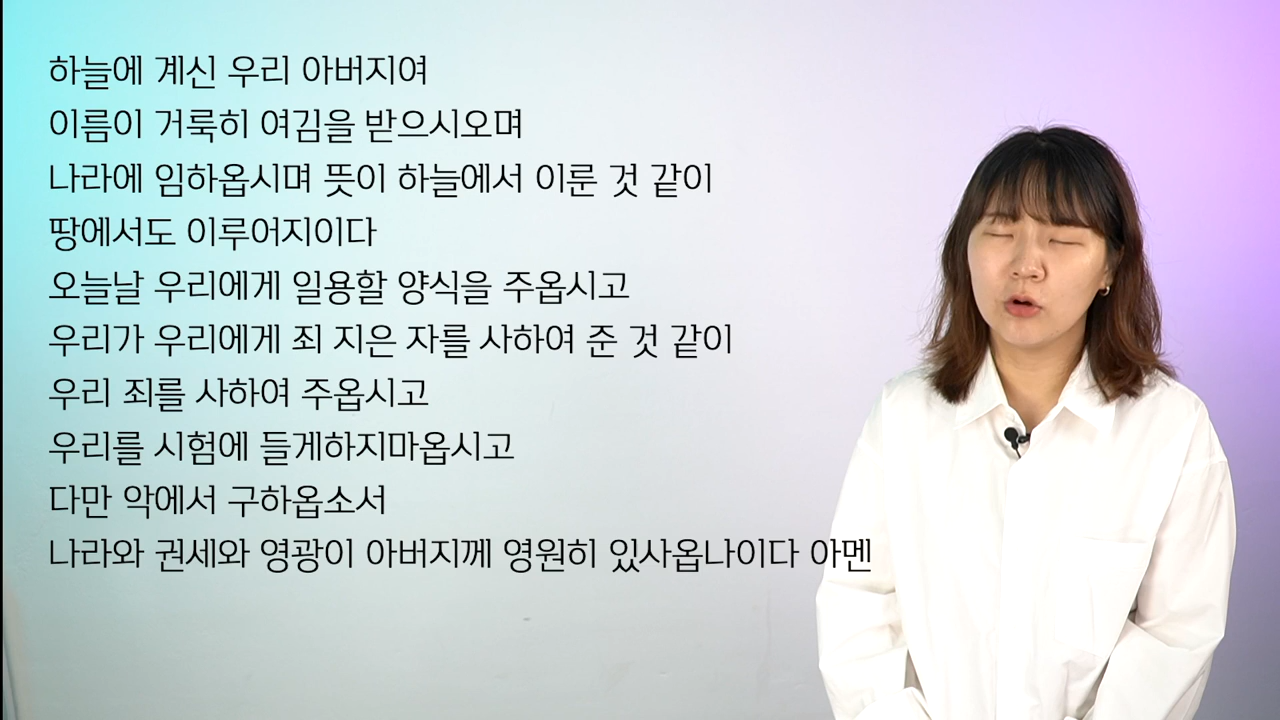 하늘에 계신 우리 아버지여
이름이 거룩히 여김을 받으시오며
나라에 임하옵시며 뜻이 하늘에서 이룬 것 같이
땅에서도 이루어지이다
오늘날 우리에게 일용할 양식을 주옵시고
우리가 우리에게 죄 지은 자를 사하여 준 것 같이
우리 죄를 사하여 주옵시고
우리를 시험에 들게하지마옵시고
다만 악에서 구하옵소서
나라와 권세와 영광이 아버지께 영원히 있사옵나이다 아멘